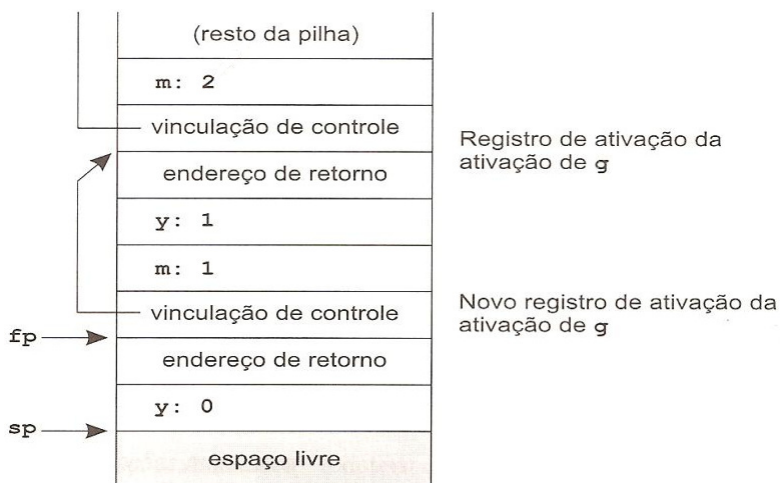 (resto da pilha)
m: 2
vinculação de controle
Registro de ativação da
ativação de g
endereço de retorno
y: 1
m: 1
vinculação de controle
Novo registro de ativação da
ativação de g
fp
endereço de retorno
y: 0
sp
espaço livre